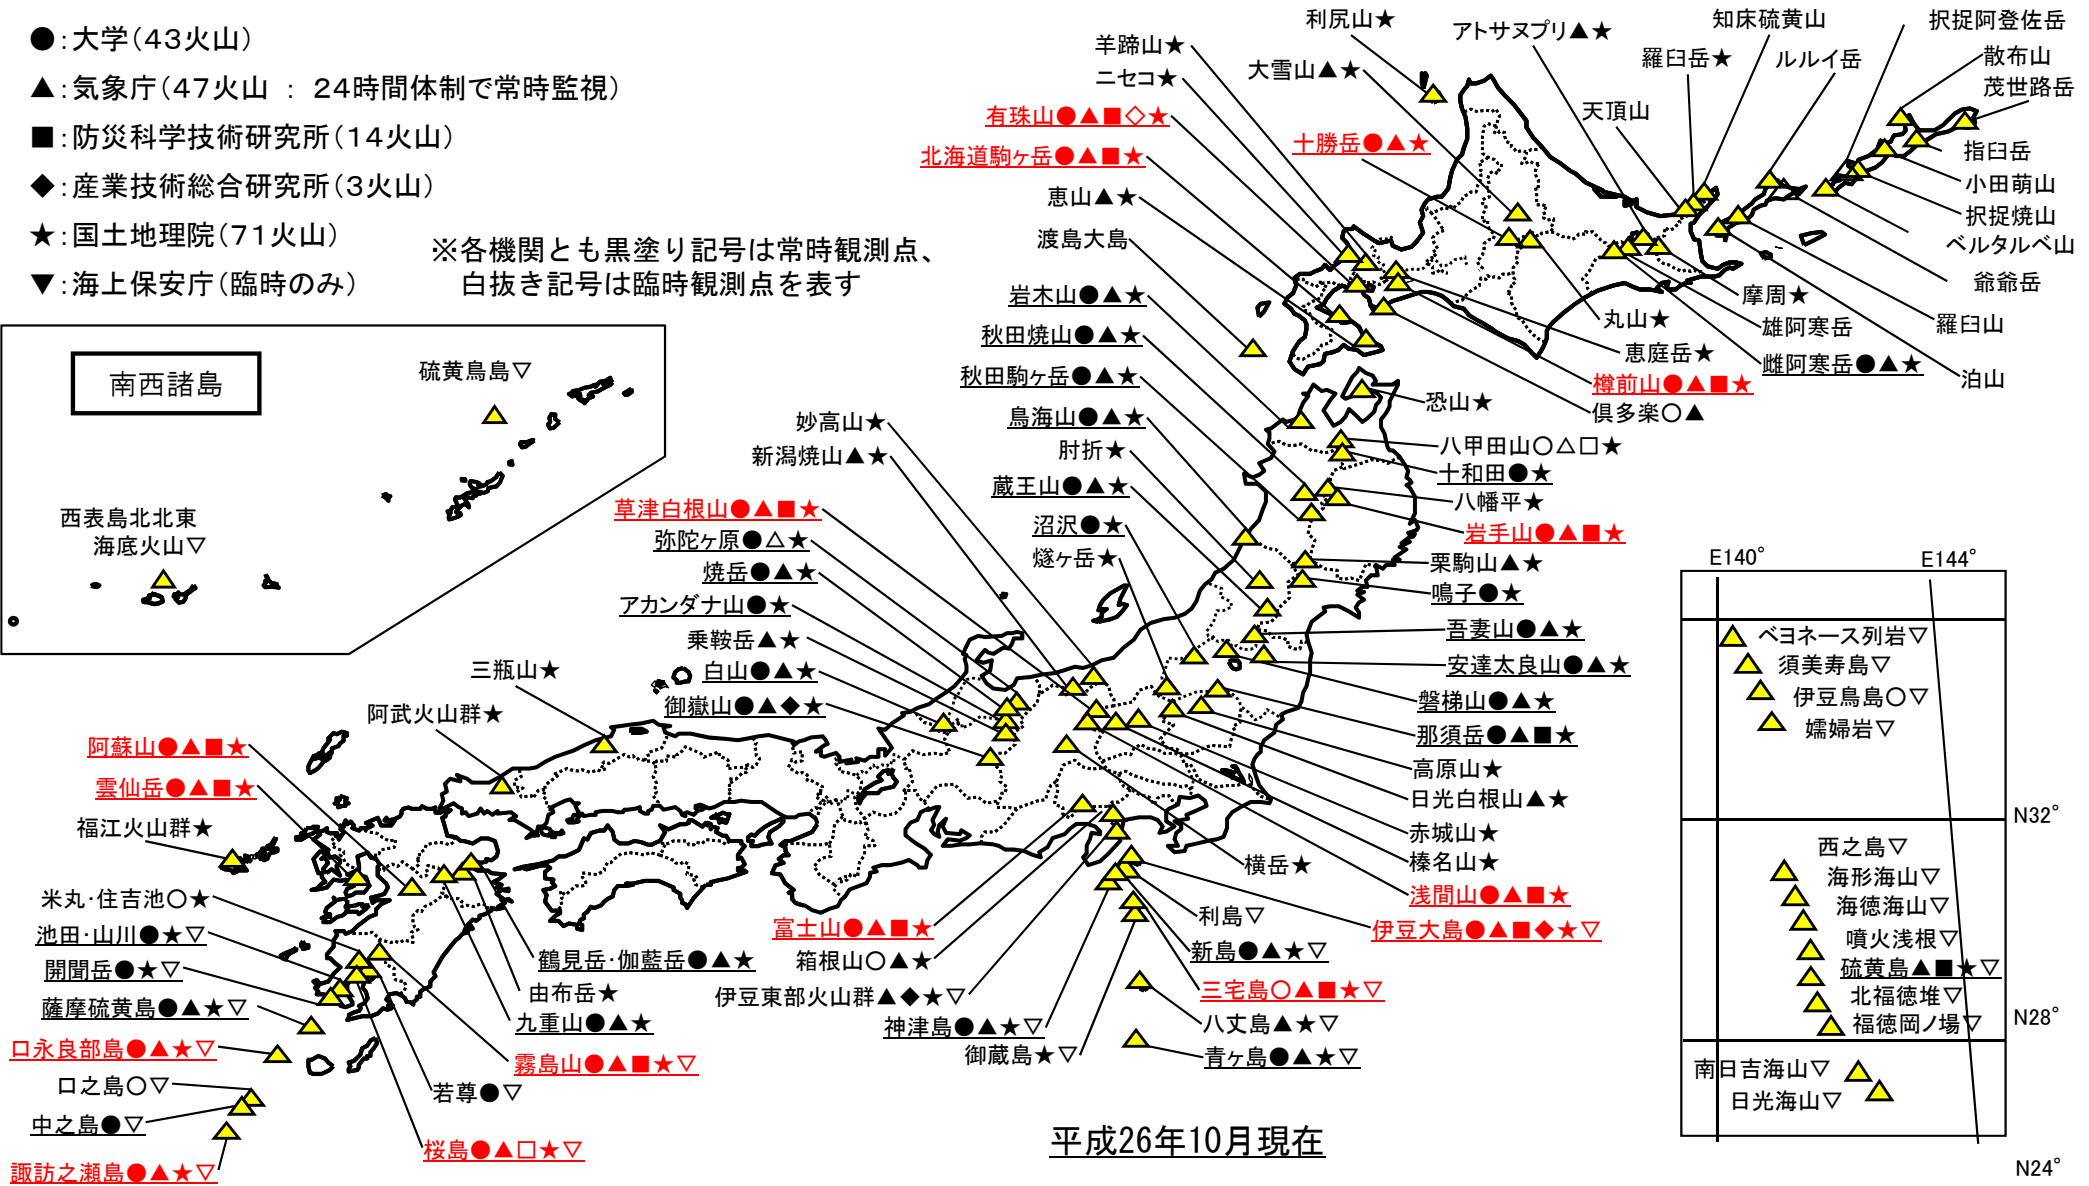 ●:大学(43火山)
▲:気象庁(47火山 : 24時間体制で常時監視)
■:防災科学技術研究所(14火山)
◆:産業技術総合研究所(3火山)
★:国土地理院(71火山)
▼:海上保安庁(臨時のみ)
※各機関とも黒塗り記号は常時観測点、
白抜き記号は臨時観測点を表す
南西諸島
硫黄鳥島▽
西表島北北東
海底火山▽
利尻山★
羊蹄山★
ニセコ★
大雪山▲★
有珠山●▲■◇★
十勝岳●▲★
北海道駒ヶ岳●▲■★
恵山▲★
渡島大島
アトサヌプリ▲★
知床硫黄山
羅臼岳★
ルルイ岳
天頂山
択捉阿登佐岳
散布山
茂世路岳
指臼岳
小田萌山
択捉焼山
ベルタルベ山
爺爺岳
羅臼山
泊山
摩周★
雄阿寒岳
雌阿寒岳●▲★
丸山★
恵庭岳★
樽前山●▲■★
倶多楽○▲
岩木山●▲★
秋田焼山●▲★
秋田駒ヶ岳●▲★
鳥海山●▲★
肘折★
蔵王山●▲★
沼沢●★
燧ヶ岳★
恐山★
八甲田山○△□★
十和田●★
八幡平★
岩手山●▲■★
栗駒山▲★
鳴子●★
吾妻山●▲★
安達太良山●▲★
磐梯山●▲★
那須岳●▲■★
高原山★
日光白根山▲★
赤城山★
榛名山★
横岳★
浅間山●▲■★
妙高山★
新潟焼山▲★
草津白根山●▲■★
弥陀ヶ原●△★
焼岳●▲★
アカンダナ山●★
乗鞍岳▲★
白山●▲★
御嶽山●▲◆★
三瓶山★
阿武火山群★
阿蘇山●▲■★
雲仙岳●▲■★
福江火山群★
米丸・住吉池○★
池田・山川●★▽
開聞岳●★▽
薩摩硫黄島●▲★▽
口永良部島●▲★▽
口之島○▽
中之島●▽
諏訪之瀬島●▲★▽
鶴見岳・伽藍岳●▲★
由布岳★
九重山●▲★
霧島山●▲■★▽
若尊●▽
桜島●▲□★▽
富士山●▲■★
箱根山○▲★
伊豆東部火山群▲◆★▽
神津島●▲★▽
御蔵島★▽
利島▽
伊豆大島●▲■◆★▽
新島●▲★▽
三宅島○▲■★▽
八丈島▲★▽
青ヶ島●▲★▽
E140°
E144°
ベヨネース列岩▽
須美寿島▽
伊豆鳥島○▽
孀婦岩▽
N32°
西之島▽
海形海山▽
海徳海山▽
噴火浅根▽
硫黄島▲■★▽
北福徳堆▽
福徳岡ノ場▽
N28°
南日吉海山▽
日光海山▽
N24°
平成26年10月現在